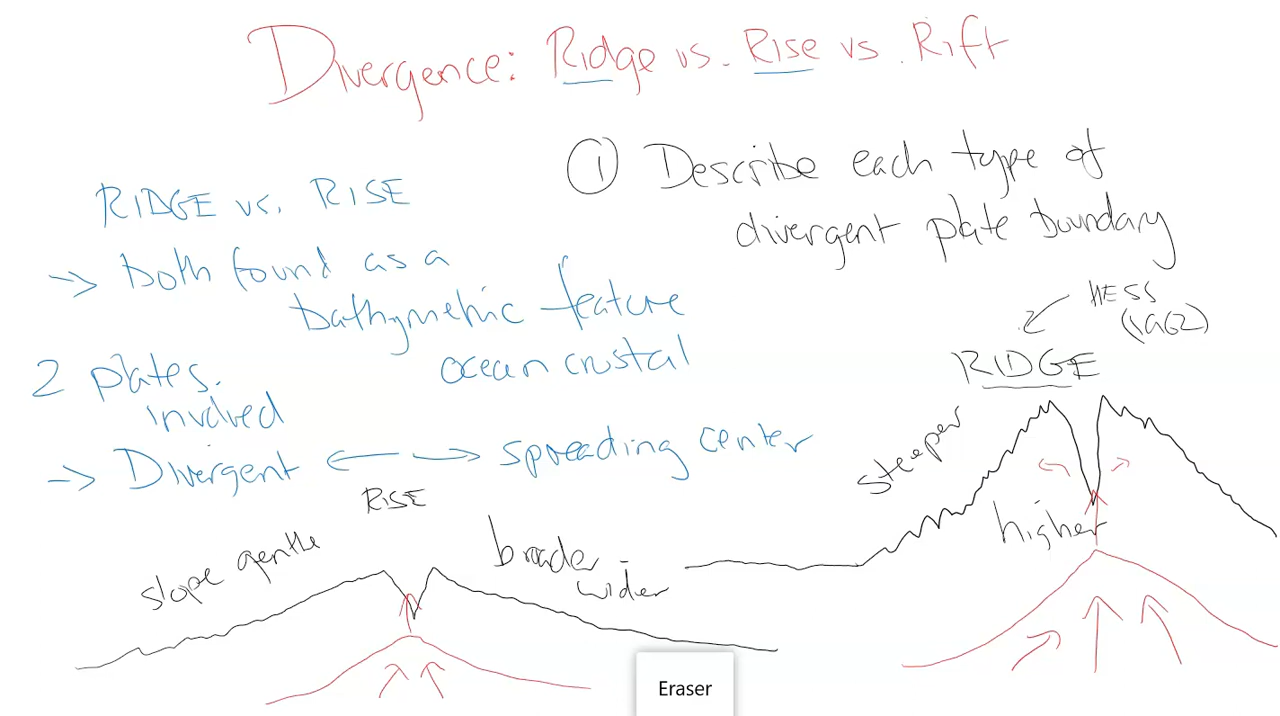 Divergence: Ridge vs. Rise vs. Rift
① Describe each type of
divergent plate boundary
RIDGE vs. RISE
→ both found as a
bathymetric feature
ocean crustal
2 plates.
involved
→ Divergent ← → spreading center
HESS
(1962)
RIDGE
steeper
higher
RISE
slope gentle
broader
wider
Eraser